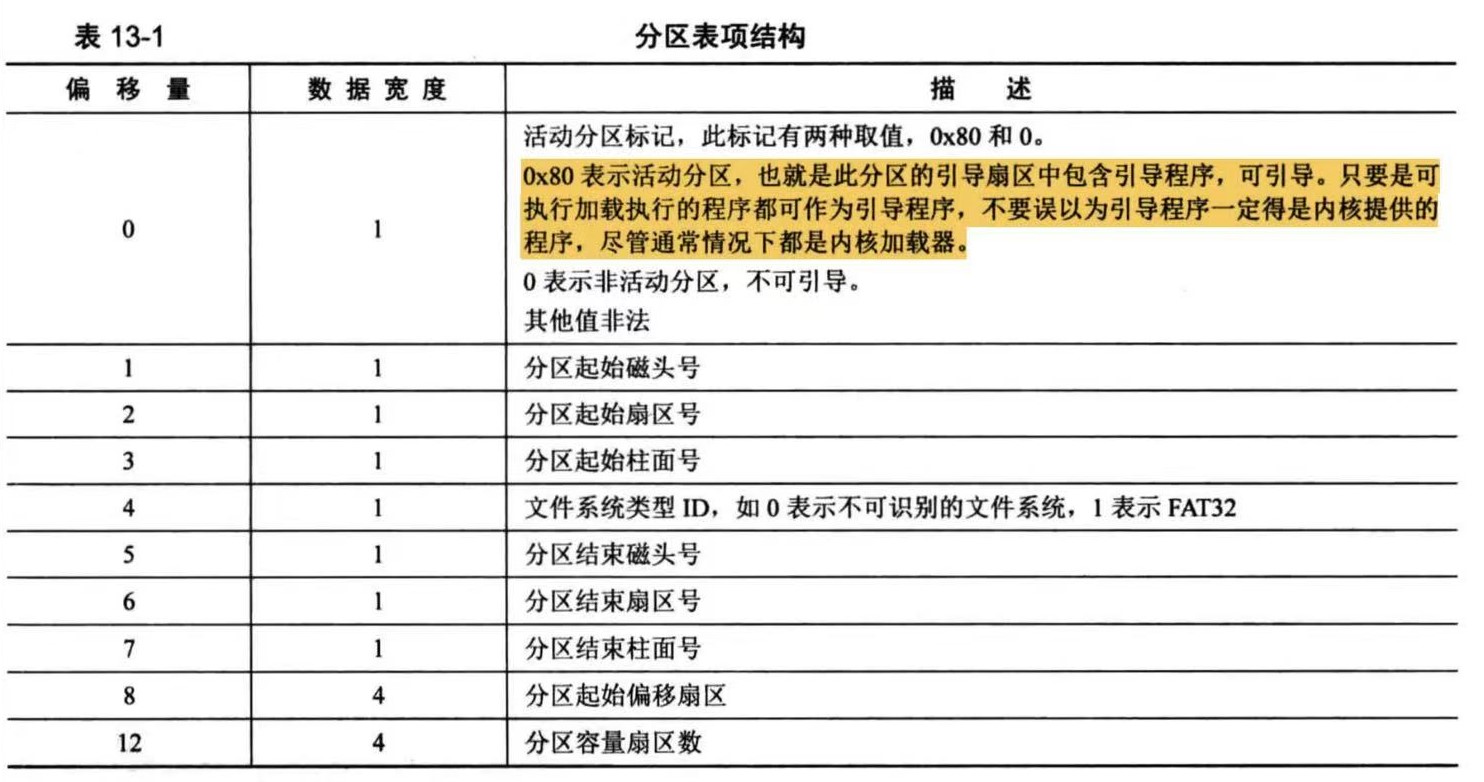 表 13-1 分区表项结构
偏 移 量 数 据 宽 度 描 述
活动分区标记，此标记有两种取值，0x80 和 0。
0x80 表示活动分区，也就是此分区的引导扇区中包含引导程序，可引导。只要是可
执行加载执行的程序都可作为引导程序，不要误以为引导程序一定得是内核提供的
0 1
程序，尽管通常情况下都是内核加载器。
0 表示非活动分区，不可引导。
其他值非法
1 1 分区起始磁头号
2 1 分区起始扇区号
3 1 分区起始柱面号
4 1 文件系统类型 ID，如 0 表示不可识别的文件系统，1 表示 FAT32
5 1 分区结束磁头号
6 1 分区结束扇区号
7 1 分区结束柱面号
8 4 分区起始偏移扇区
12 4 分区容量扇区数